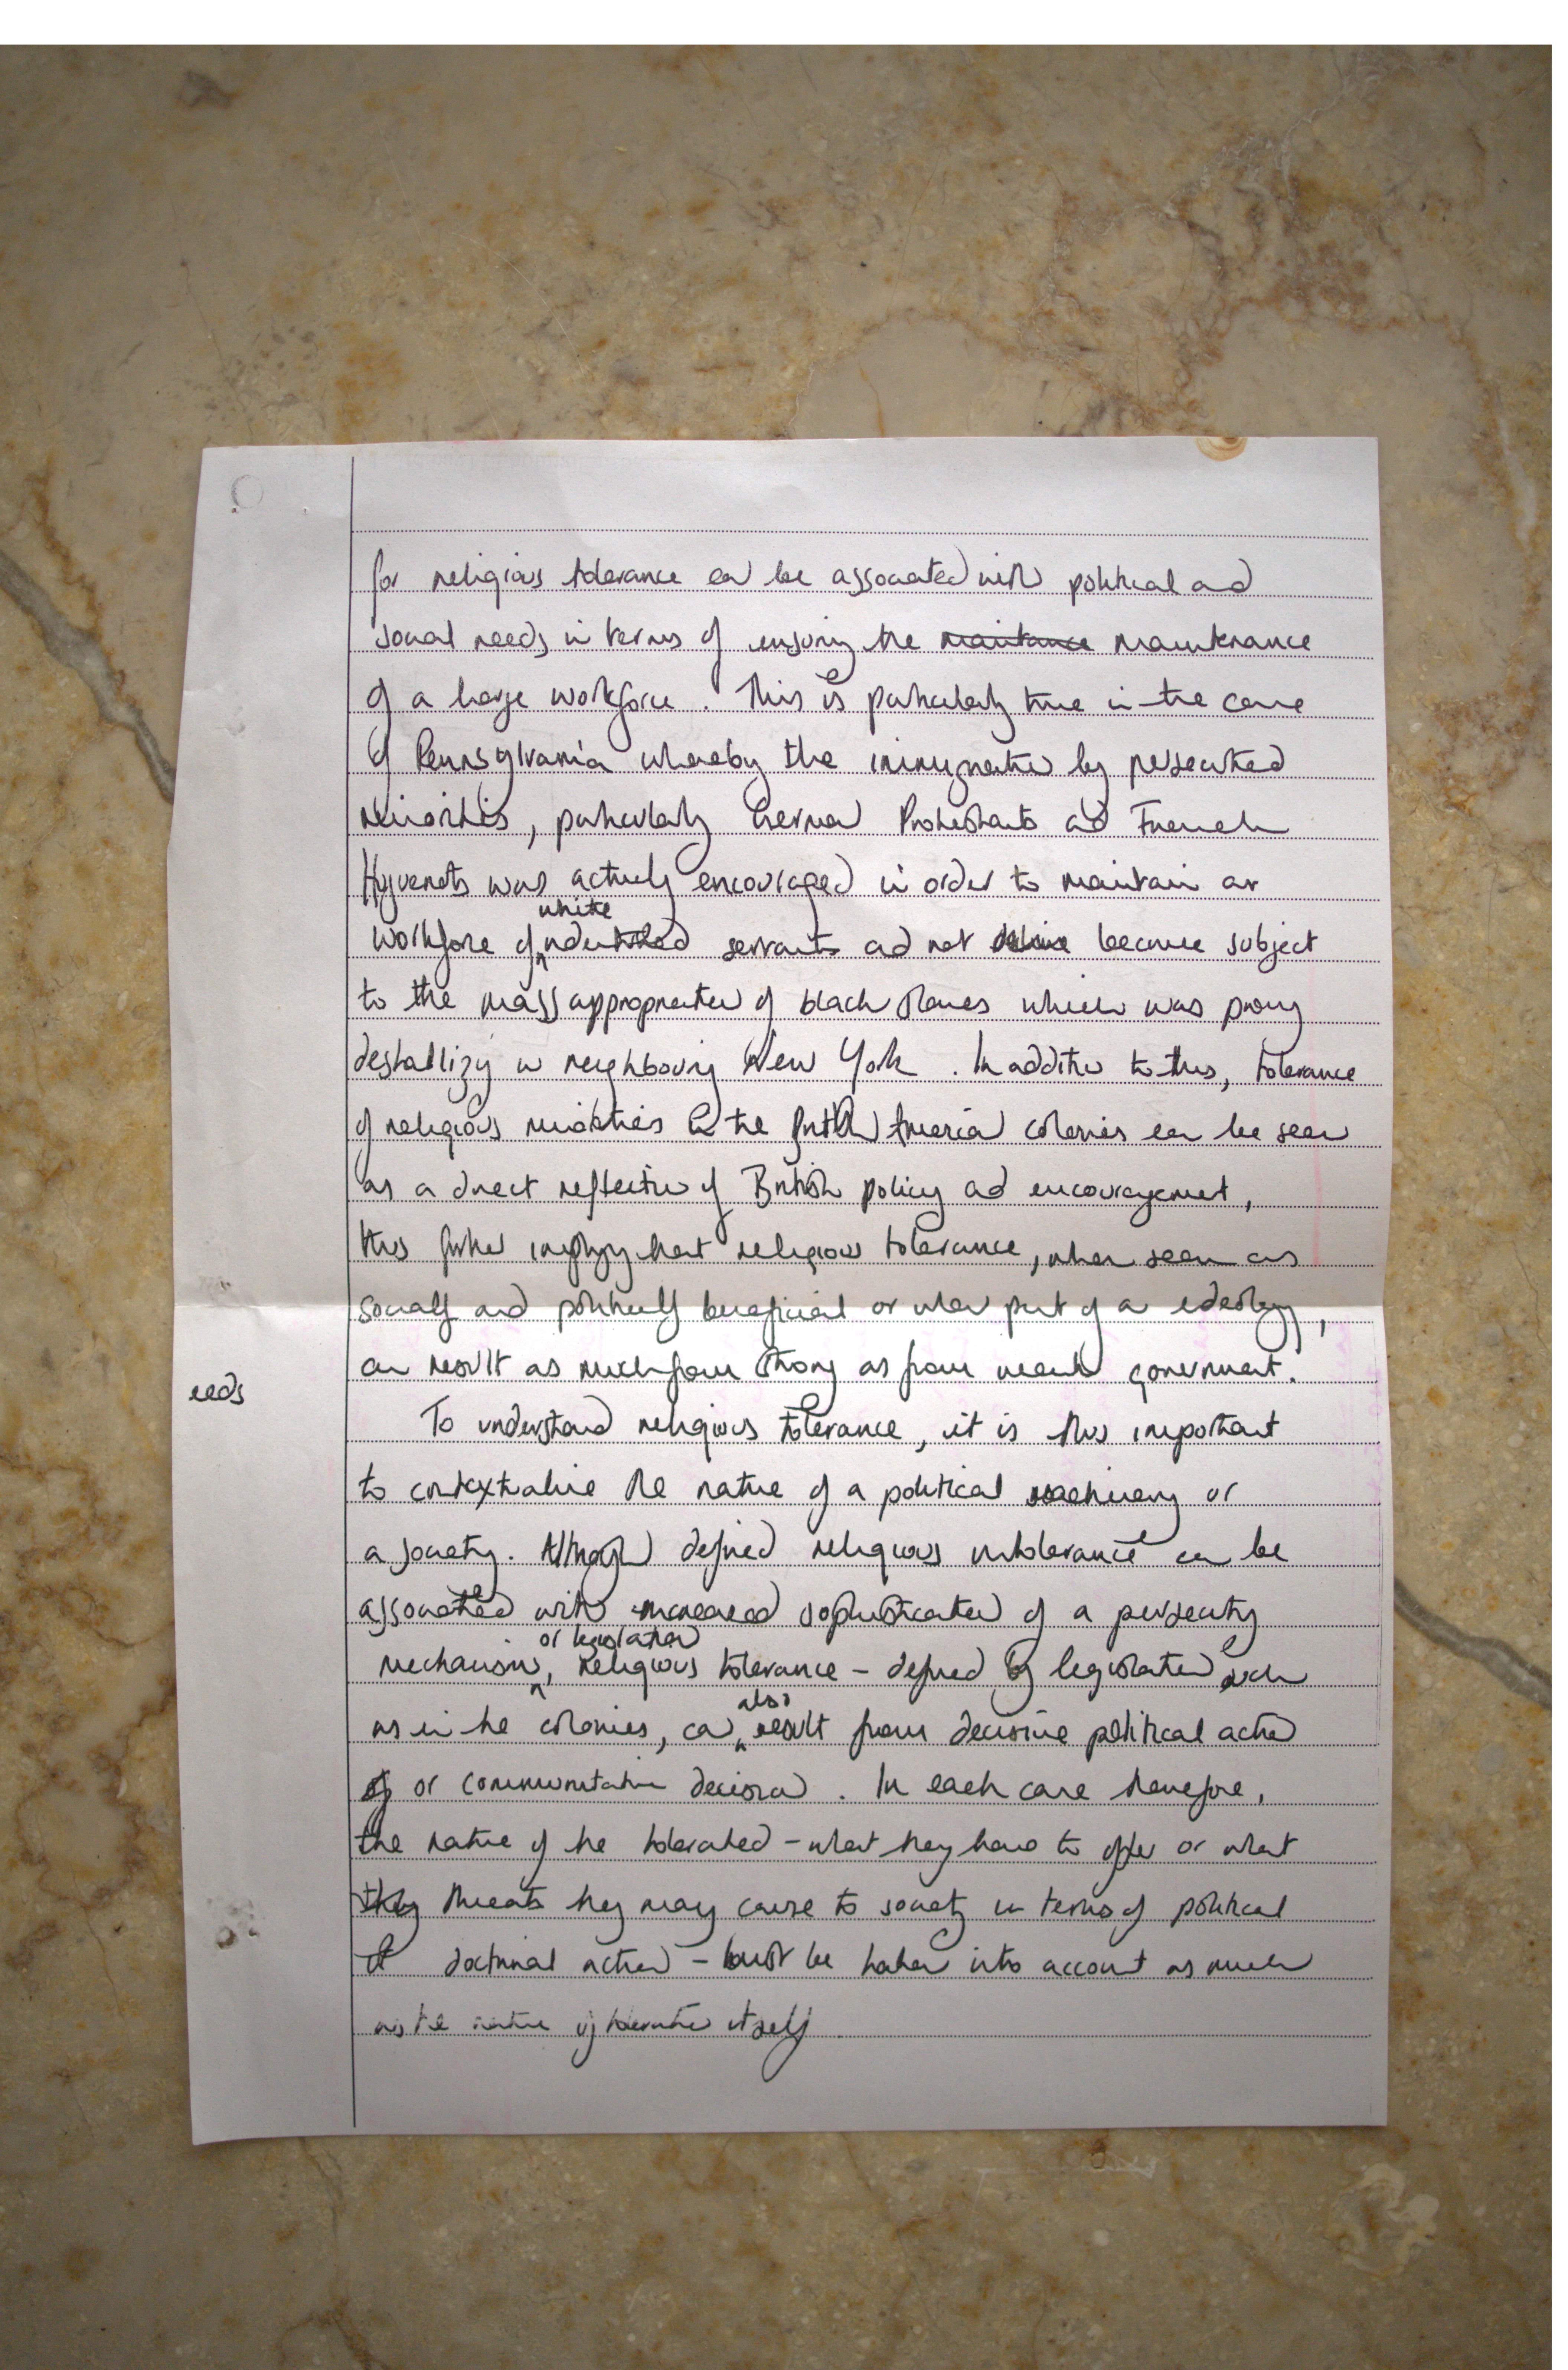 for religious tolerance can be associated with political and
social needs in terms of ensuring the maintance maintenance
of a large workforce. This is particularly true in the case
of Pennsylvania whereby the immigration by persecuted
minorities, particularly German Protestants and French
Hugenots was actively encouraged in order to maintain an
white
workforce of indentured servants and not become subject
to the mass appropriation of black slaves which was proving
destabilizing in neighbouring New York. In addition to this, tolerance
of religious minorities in the British American colonies can be seen
as a direct reflection of British policy and encouragement,
this further implying that religious tolerance, when seen as
socially and politically beneficial or when part of an ideology,
can result as much from strong as from weak government.
eeds
To understand religious tolerance, it is thus important
to contextualise the nature of a political machinery or
a society. Although defined religious intolerance can be
associated with increased sophistication of a persecuting
or legislation
mechanism, religious tolerance - defined by legislation such
also
as in the colonies, can result from decisive political action
of or communitative decision. In each case therefore,
the nature of the tolerated - what they have to offer or what
they threats they may cause to society in terms of political
doctrinal action - must be taken into account as much
as the nature of toleration itself.